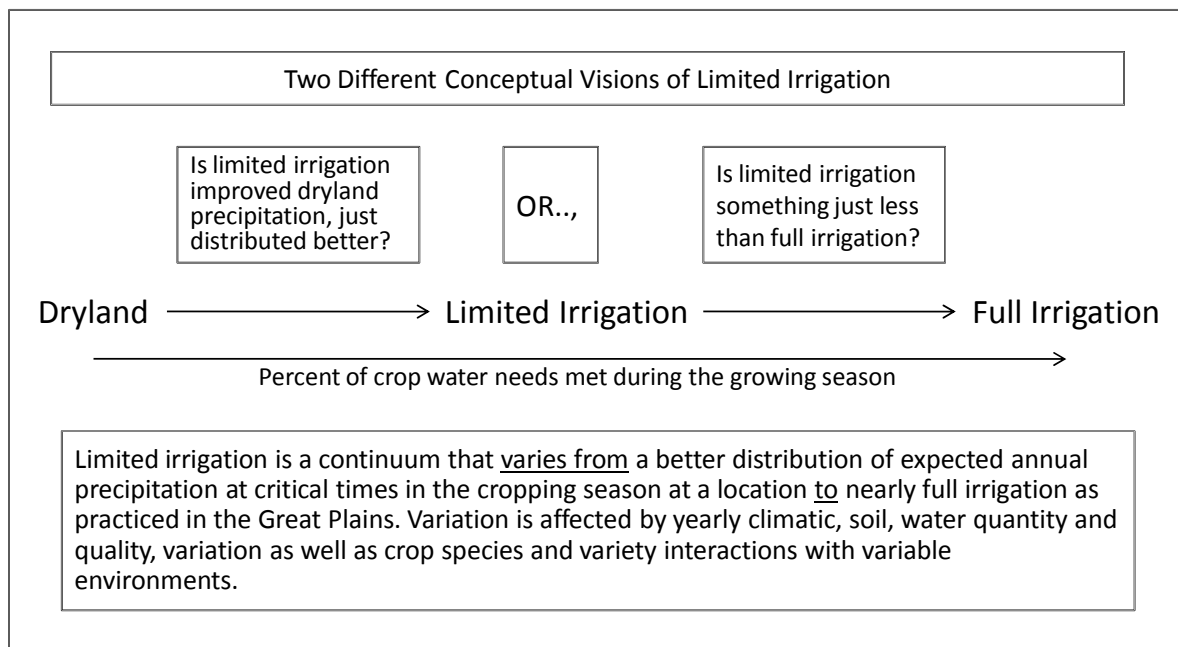 Two Different Conceptual Visions of Limited Irrigation
Is limited irrigation
improved dryland
precipitation, just
distributed better?
OR..,
Is limited irrigation
something just less
than full irrigation?
Dryland
Limited Irrigation
Full Irrigation
Percent of crop water needs met during the growing season
Limited irrigation is a continuum that varies from a better distribution of expected annual
precipitation at critical times in the cropping season at a location to nearly full irrigation as
practiced in the Great Plains. Variation is affected by yearly climatic, soil, water quantity and
quality, variation as well as crop species and variety interactions with variable
environments.